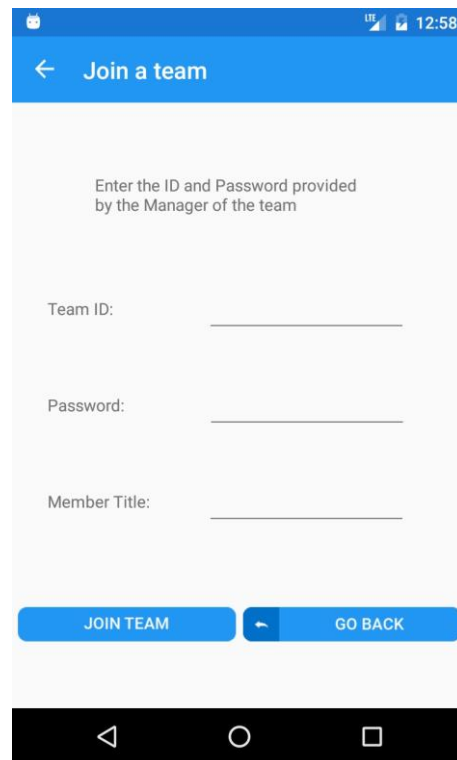 LTE 12:58
Join a team
Enter the ID and Password provided
by the Manager of the team
Team ID:
Password:
Member Title:
JOIN TEAM GO BACK